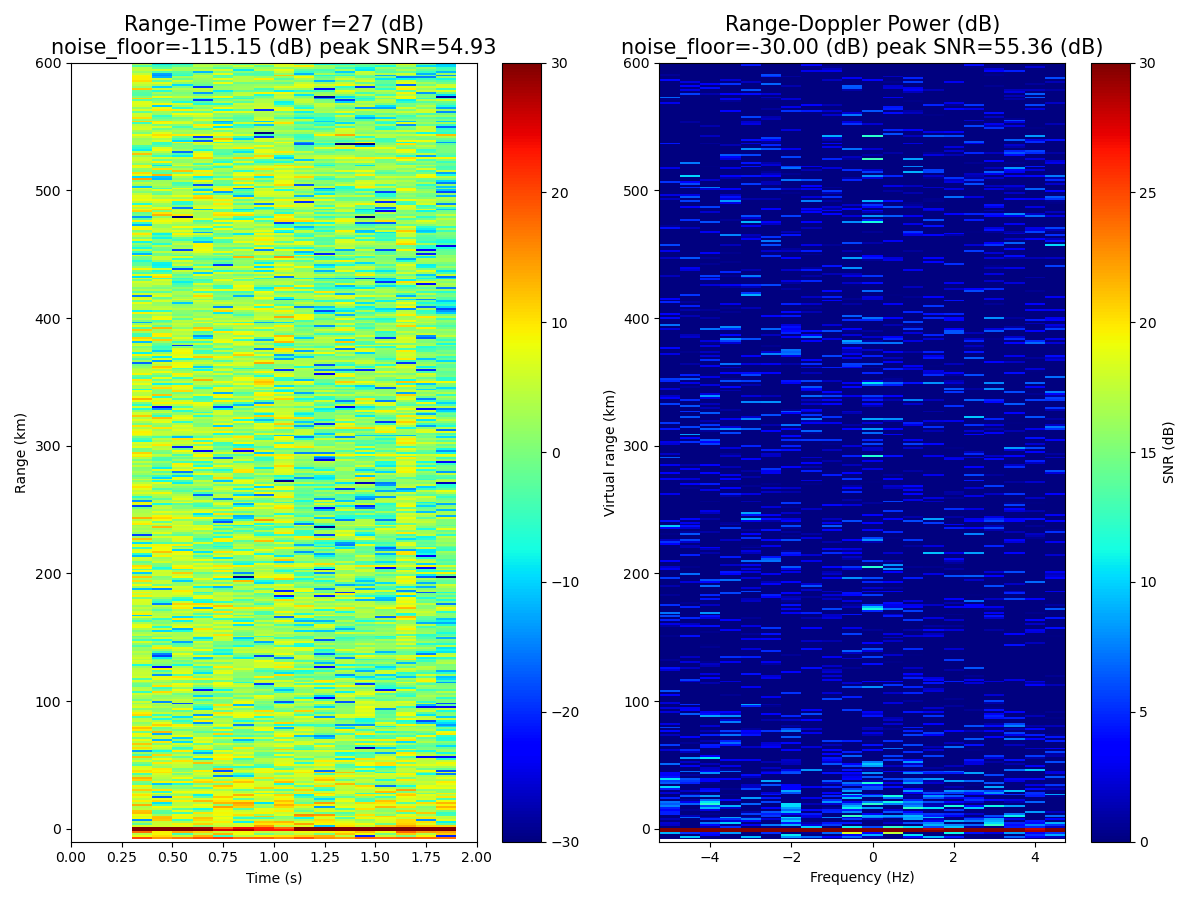 Range-Time Power f=27 (dB)
noise_floor=-115.15 (dB) peak SNR=54.93
Range-Doppler Power (dB)
noise_floor=-30.00 (dB) peak SNR=55.36 (dB)
600
500
400
300
200
100
0
Range (km)
0.00 0.25 0.50 0.75 1.00 1.25 1.50 1.75 2.00
Time (s)
30
20
10
0
−10
−20
−30
600
500
400
300
200
100
0
Virtual range (km)
−4 −2 0 2 4
Frequency (Hz)
30
25
20
15
10
5
0
SNR (dB)